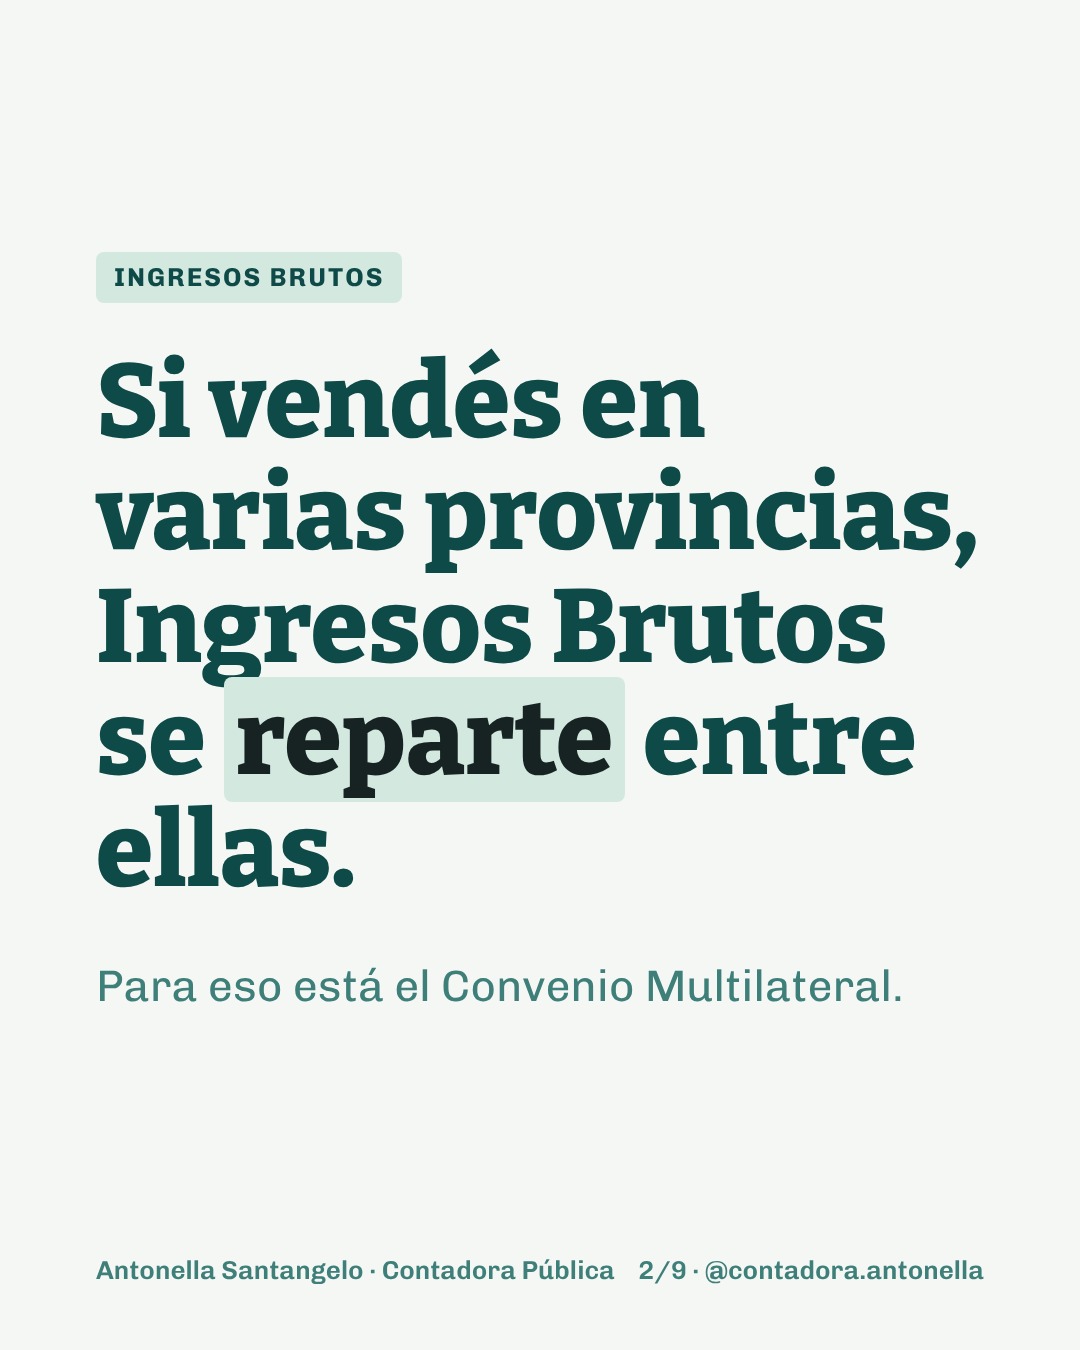 INGRESOS BRUTOS
Si vendés en
varias provincias,
Ingresos Brutos
se reparte entre
ellas.
Para eso está el Convenio Multilateral.
Antonella Santangelo · Contadora Pública 2/9 · @contadora.antonella